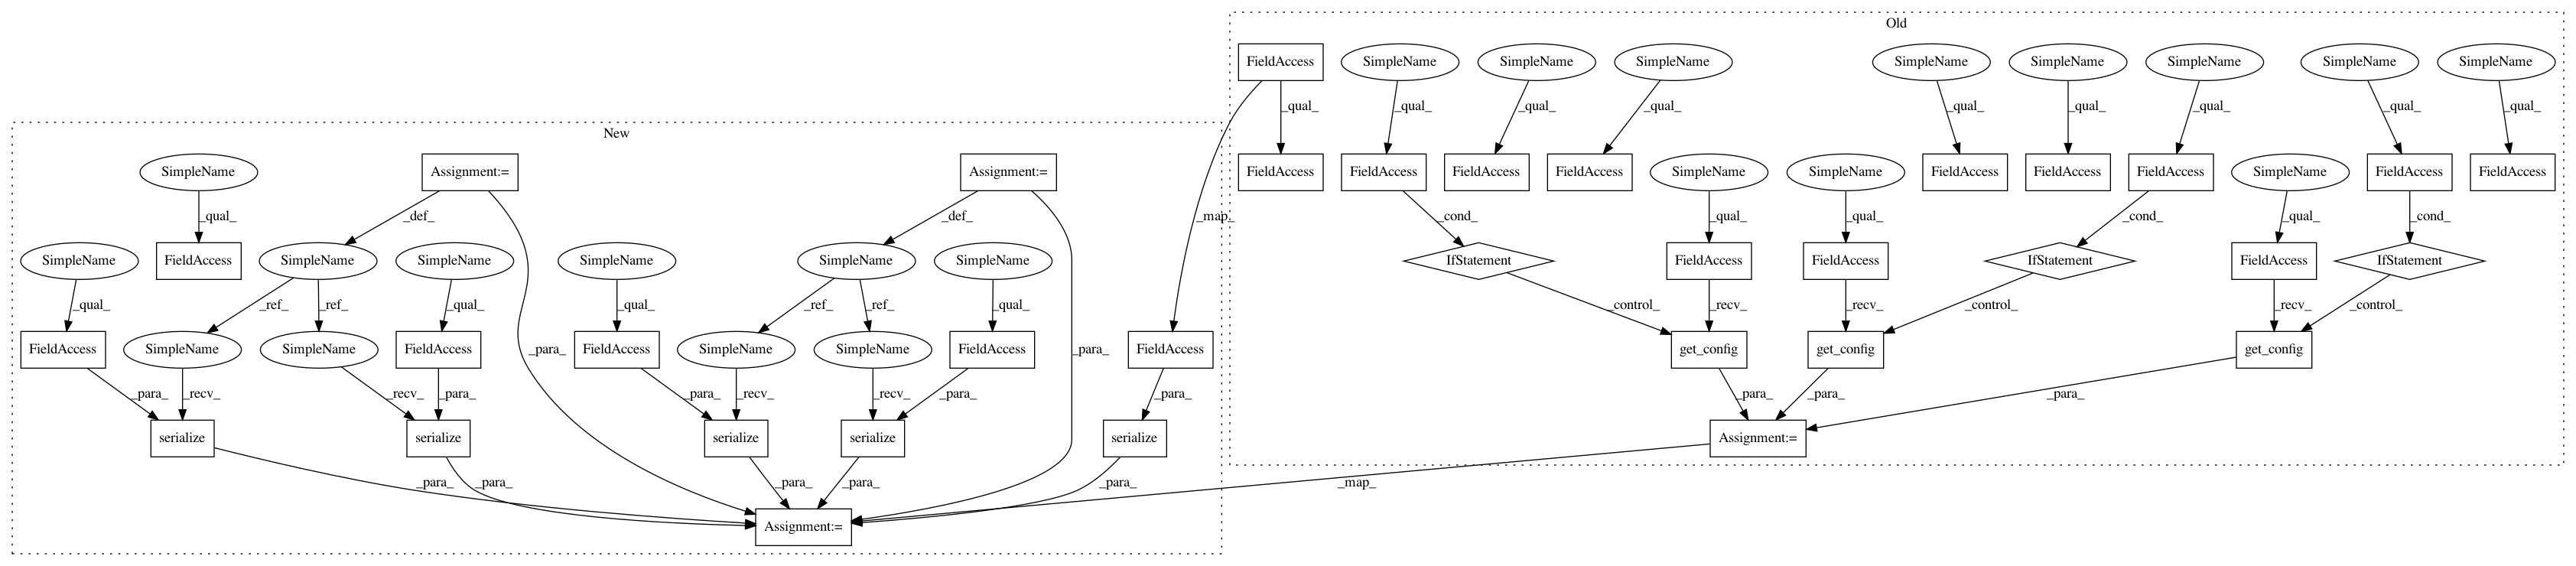 Old
FieldAccess
SimpleName
SimpleName
SimpleName
SimpleName
SimpleName
SimpleName
SimpleName
SimpleName
_qual_
_qual_
_qual_
_qual_
_qual_
_qual_
_qual_
_qual_
_qual_
New
SimpleName
Assignment:=
Assignment:=
FieldAccess
FieldAccess
FieldAccess
FieldAccess
SimpleName
SimpleName
FieldAccess
FieldAccess
FieldAccess
SimpleName
FieldAccess
FieldAccess
_qual_
_def_
_def_
_map_
_cond_
_qual_
_qual_
_cond_
_qual_
_cond_
SimpleName
FieldAccess
SimpleName
SimpleName
SimpleName
SimpleName
SimpleName
IfStatement
FieldAccess
FieldAccess
IfStatement
FieldAccess
IfStatement
_qual_
_ref_
_ref_
_qual_
_qual_
_ref_
_ref_
_qual_
_control_
_recv_
_recv_
_control_
_recv_
_control_
FieldAccess
SimpleName
SimpleName
FieldAccess
_para_
FieldAccess
SimpleName
SimpleName
FieldAccess
_para_
FieldAccess
get_config
get_config
get_config
_para_
_recv_
_recv_
_para_
_para_
_recv_
_recv_
_para_
_para_
_para_
_para_
_para_
serialize
serialize
serialize
serialize
serialize
Assignment:=
_para_
_para_
_para_
_para_
_para_
_map_
Assignment:=